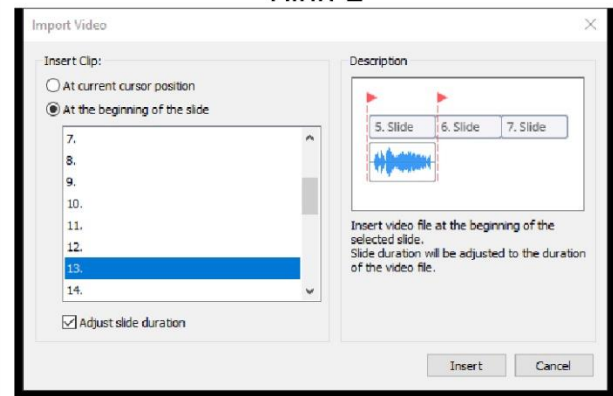 Import Video
Insert Clip:
At current cursor position
At the beginning of the slide
7.
8.
9.
10.
11.
12.
13.
14.
Adjust slide duration
Description
5. Slide 6. Slide 7. Slide
Insert video file at the beginning of the
selected slide.
Slide duration will be adjusted to the duration
of the video file.
Insert Cancel